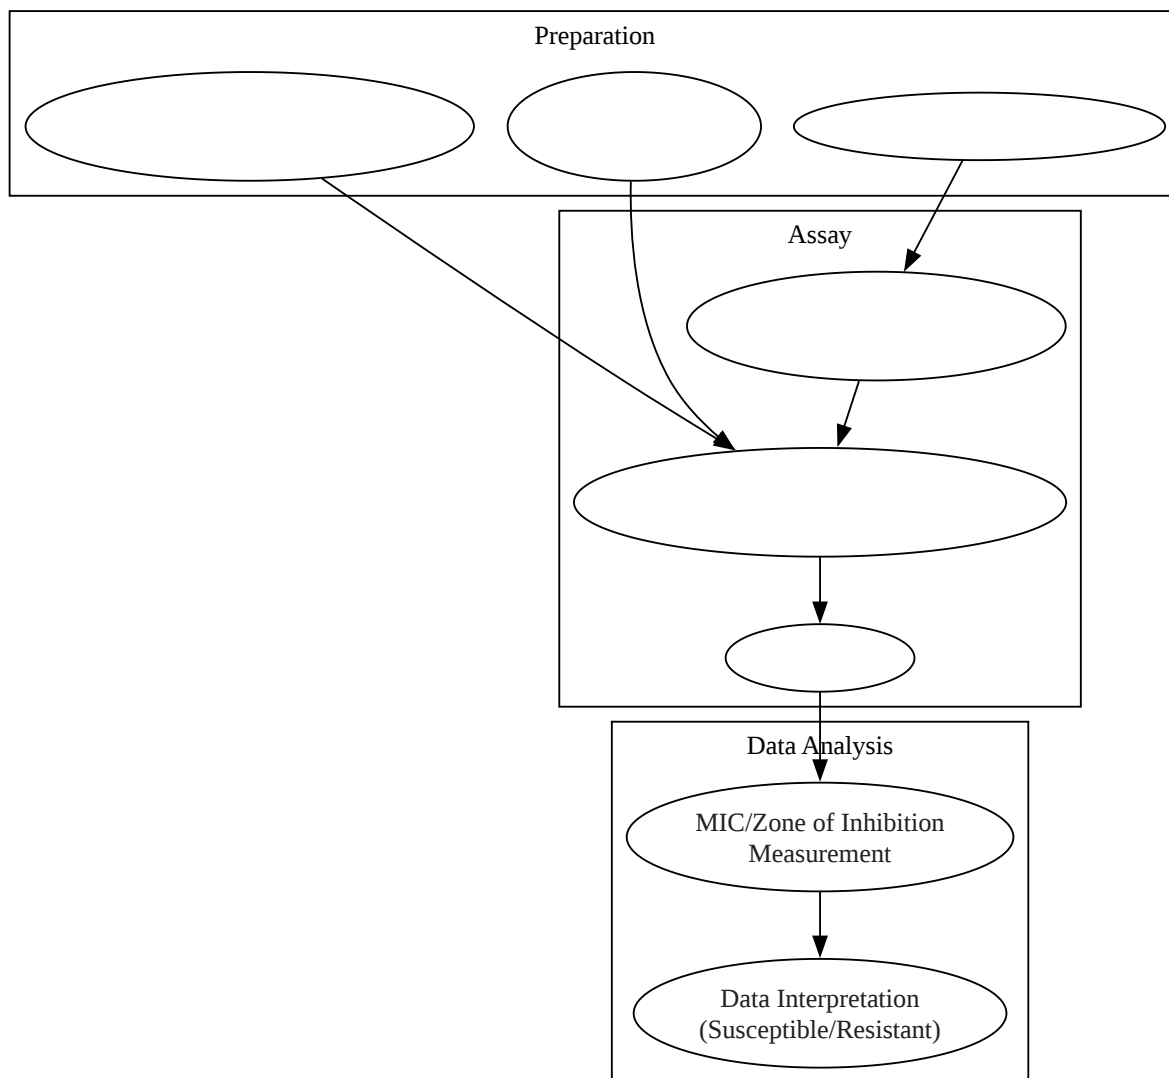 Preparation
Assay
Data Analysis
MIC/Zone of Inhibition
Measurement
Data Interpretation
(Susceptible/Resistant)